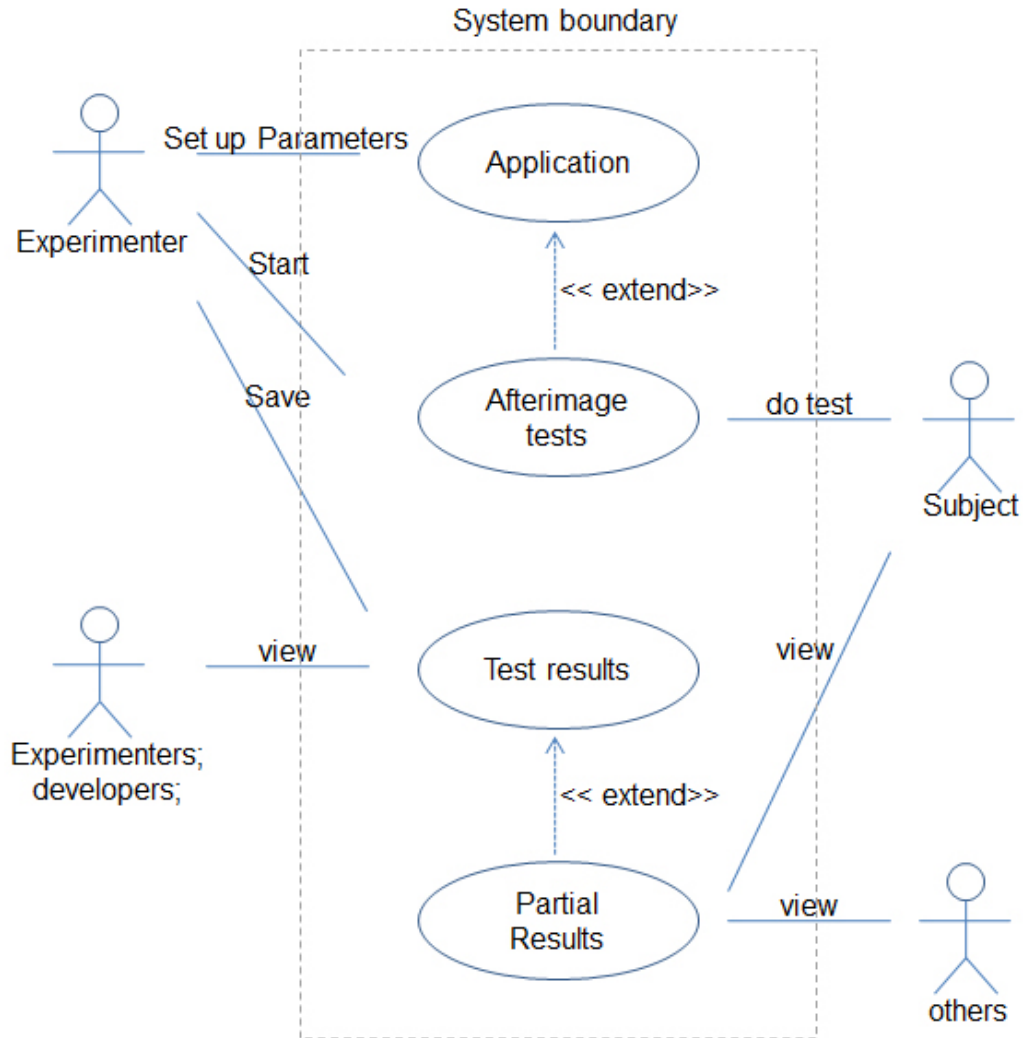 System boundary
Set up Parameters
Application
Experimenter
Start
<< extend>>
Save
Afterimage
tests
do test
Subject
view
Test results
view
Experimenters;
developers;
<< extend>>
Partial
Results
view
others